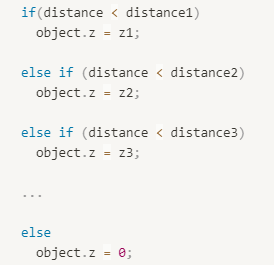 if(distance < distance1)
object.z = z1;
else if (distance < distance2)
object.z = z2;
else if (distance < distance3)
object.z = z3;
...
else
object.z = 0;